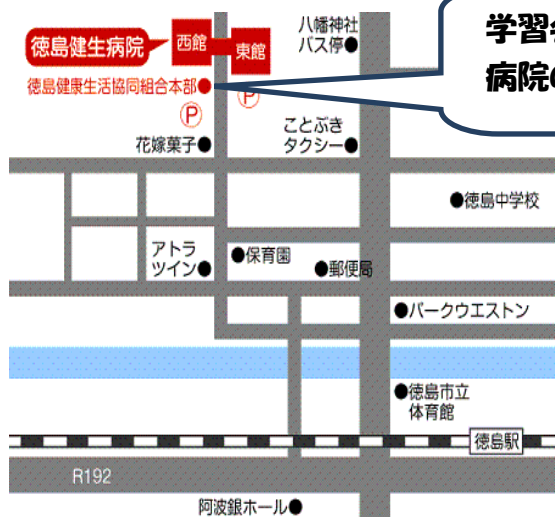 学習
病院
八幡神社
バス停●
徳島健生病院
西館
東館
徳島健康生活協同組合本部●
Ⓟ
Ⓟ
花嫁菓子●
ことぶき
タクシー●
●徳島中学校
アトラ
ツイン●
●保育園
●郵便局
●パークウエストン
●徳島市立
体育館
徳島駅
R192
阿波銀ホール●